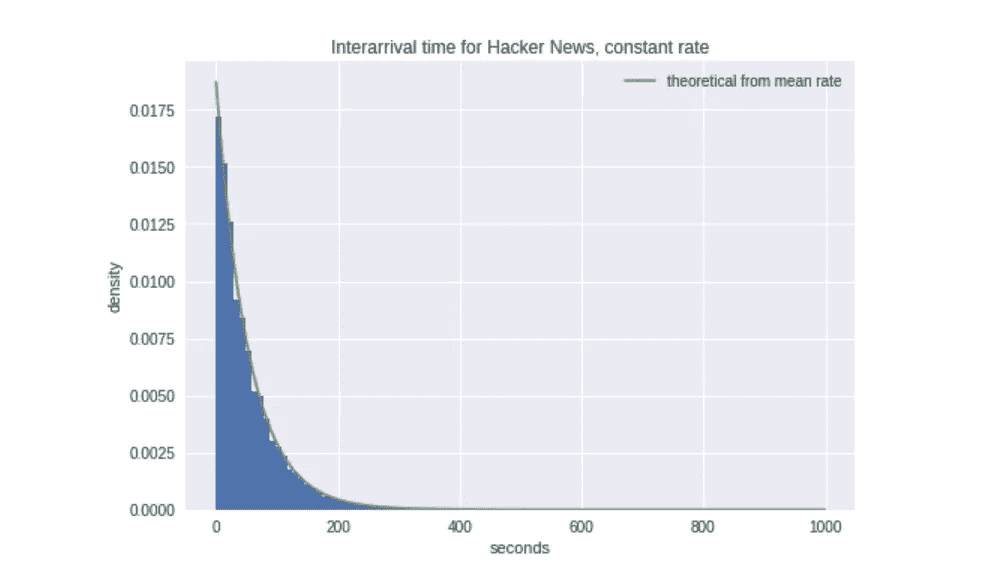 Interarrival time for Hacker News, constant rate
theoretical from mean rate
0.0175
0.0150
0.0125
0.0100
0.0075
0.0050
0.0025
0.0000
density
0 200 400 600 800 1000
seconds